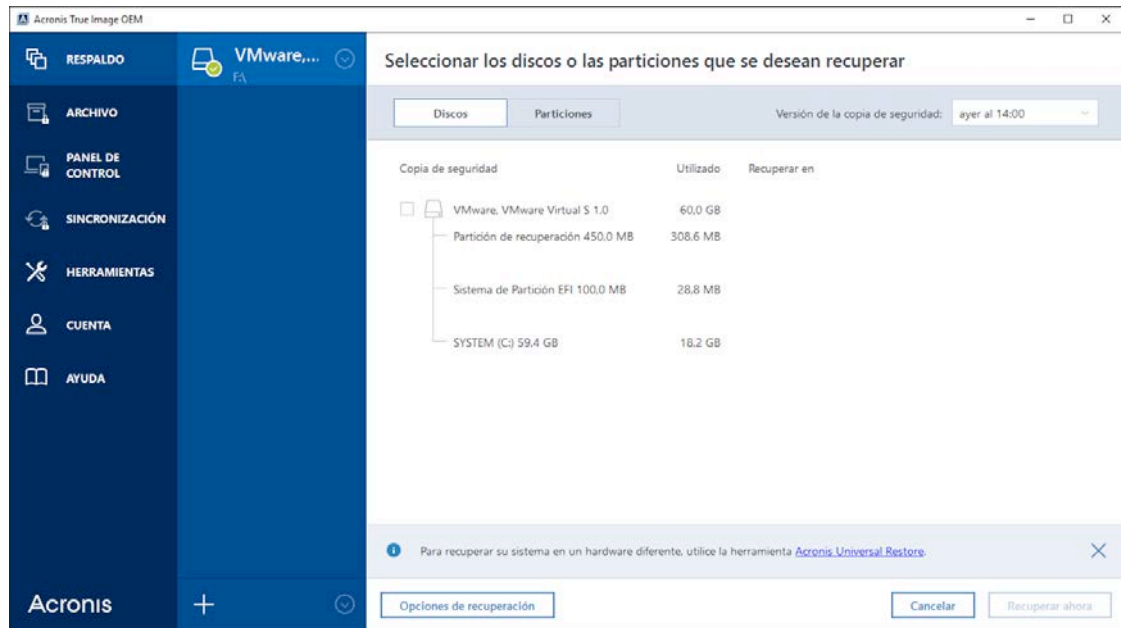 Acronis True Image OEM
RESPALDO
ARCHIVO
PANEL DE
CONTROL
SINCRONIZACIÓN
HERRAMIENTAS
CUENTA
AYUDA
Acronis
VMware,...
F:\
Seleccionar los discos o las particiones que se desean recuperar
Discos Particiones Versión de la copia de seguridad: ayer al 14:00
Copia de seguridad Utilizado Recuperar en
VMware, VMware Virtual S 1.0 60,0 GB
Partición de recuperación 450,0 MB 308,6 MB
Sistema de Partición EFI 100,0 MB 28,8 MB
SYSTEM (C:) 59,4 GB 18,2 GB
Para recuperar su sistema en un hardware diferente, utilice la herramienta Acronis Universal Restore.
Opciones de recuperación Cancelar Recuperar ahora